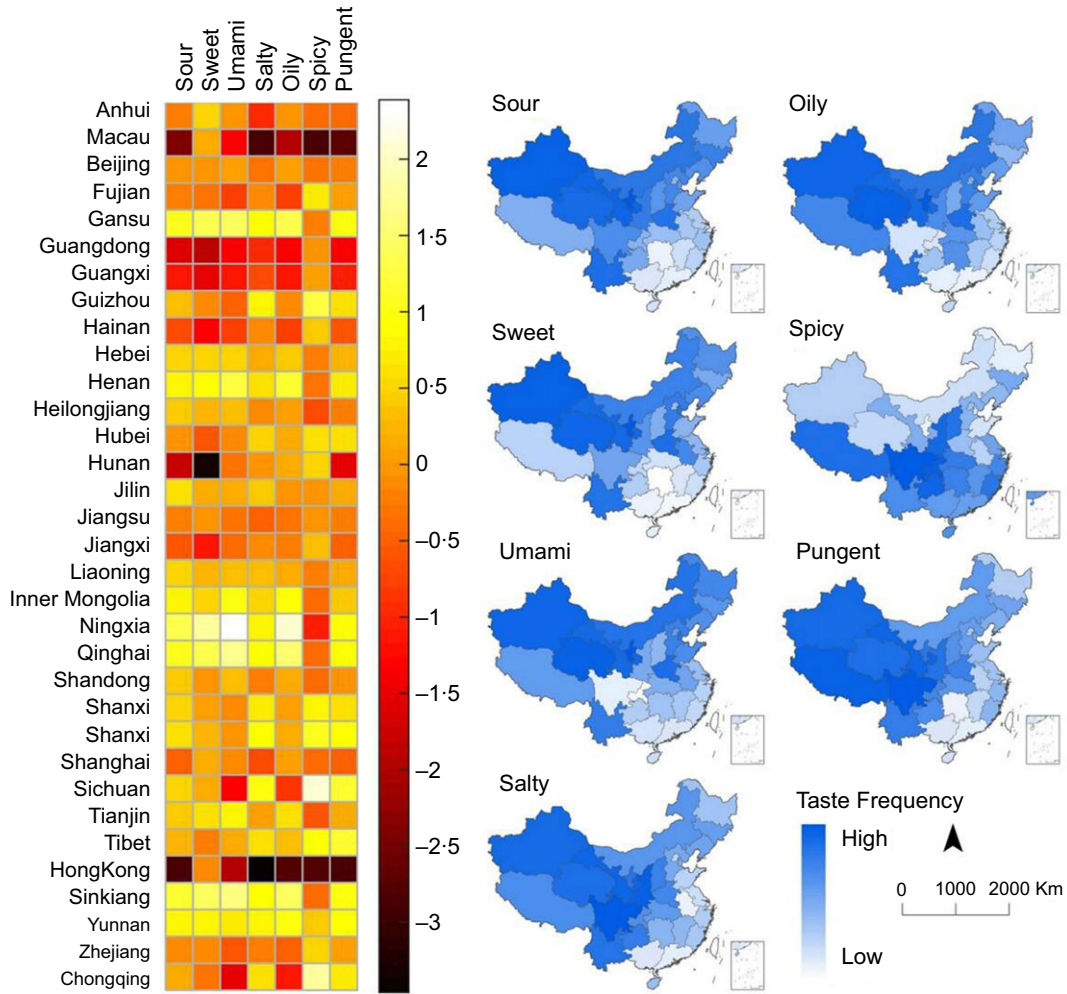 Sour
Sweet
Umami
Salty
Oily
Spicy
Pungent
Anhui
Macau
Beijing
Fujian
Gansu
Guangdong
Guangxi
Guizhou
Hainan
Hebei
Henan
Heilongjiang
Hubei
Hunan
Jilin
Jiangsu
Jiangxi
Liaoning
Inner Mongolia
Ningxia
Qinghai
Shandong
Shanxi
Shanxi
Shanghai
Sichuan
Tianjin
Tibet
HongKong
Sinkiang
Yunnan
Zhejiang
Chongqing
2
1·5
1
0·5
0
–0·5
–1
–1·5
–2
–2·5
–3
Sour
Oily
Sweet
Spicy
Umami
Pungent
Salty
Taste Frequency
High
Low
0 1000 2000 Km